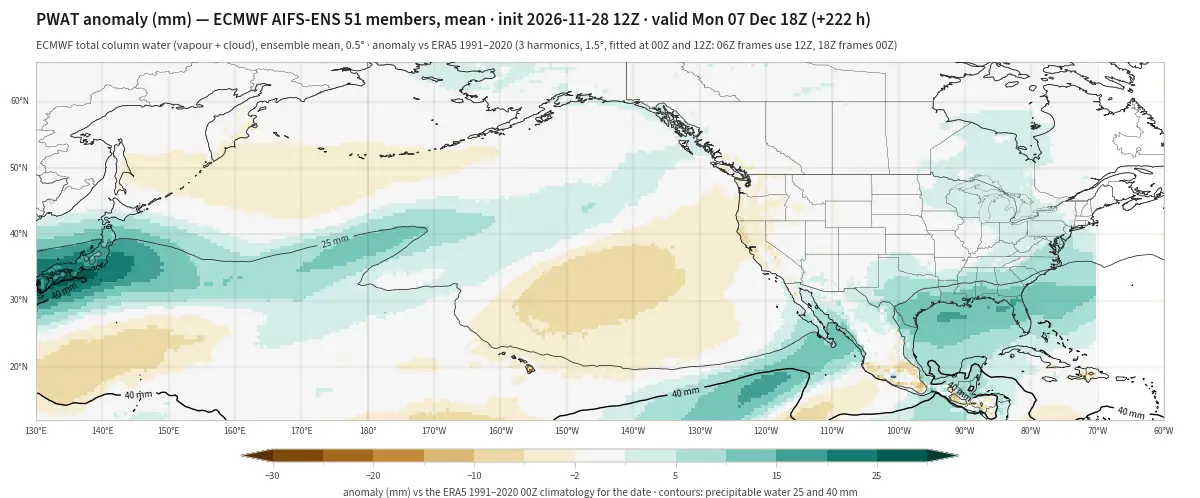 PWAT anomaly (mm) — ECMWF AIFS-ENS 51 members, mean · init 2026-11-28 12Z · valid Mon 07 Dec 18Z (+222 h)
ECMWF total column water (vapour + cloud), ensemble mean, 0.5° · anomaly vs ERA5 1991–2020 (3 harmonics, 1.5°, fitted at 00Z and 12Z: 06Z frames use 12Z, 18Z frames 00Z)
60°N
50°N
40°N
30°N
20°N
25 mm
40 mm
40 mm
40 mm
40 mm
40 mm
130°E 140°E 150°E 160°E 170°E 180° 170°W 160°W 150°W 140°W 130°W 120°W 110°W 100°W 90°W 80°W 70°W 60°W
−30 −20 −10 −2 5 15 25
anomaly (mm) vs the ERA5 1991–2020 00Z climatology for the date · contours: precipitable water 25 and 40 mm